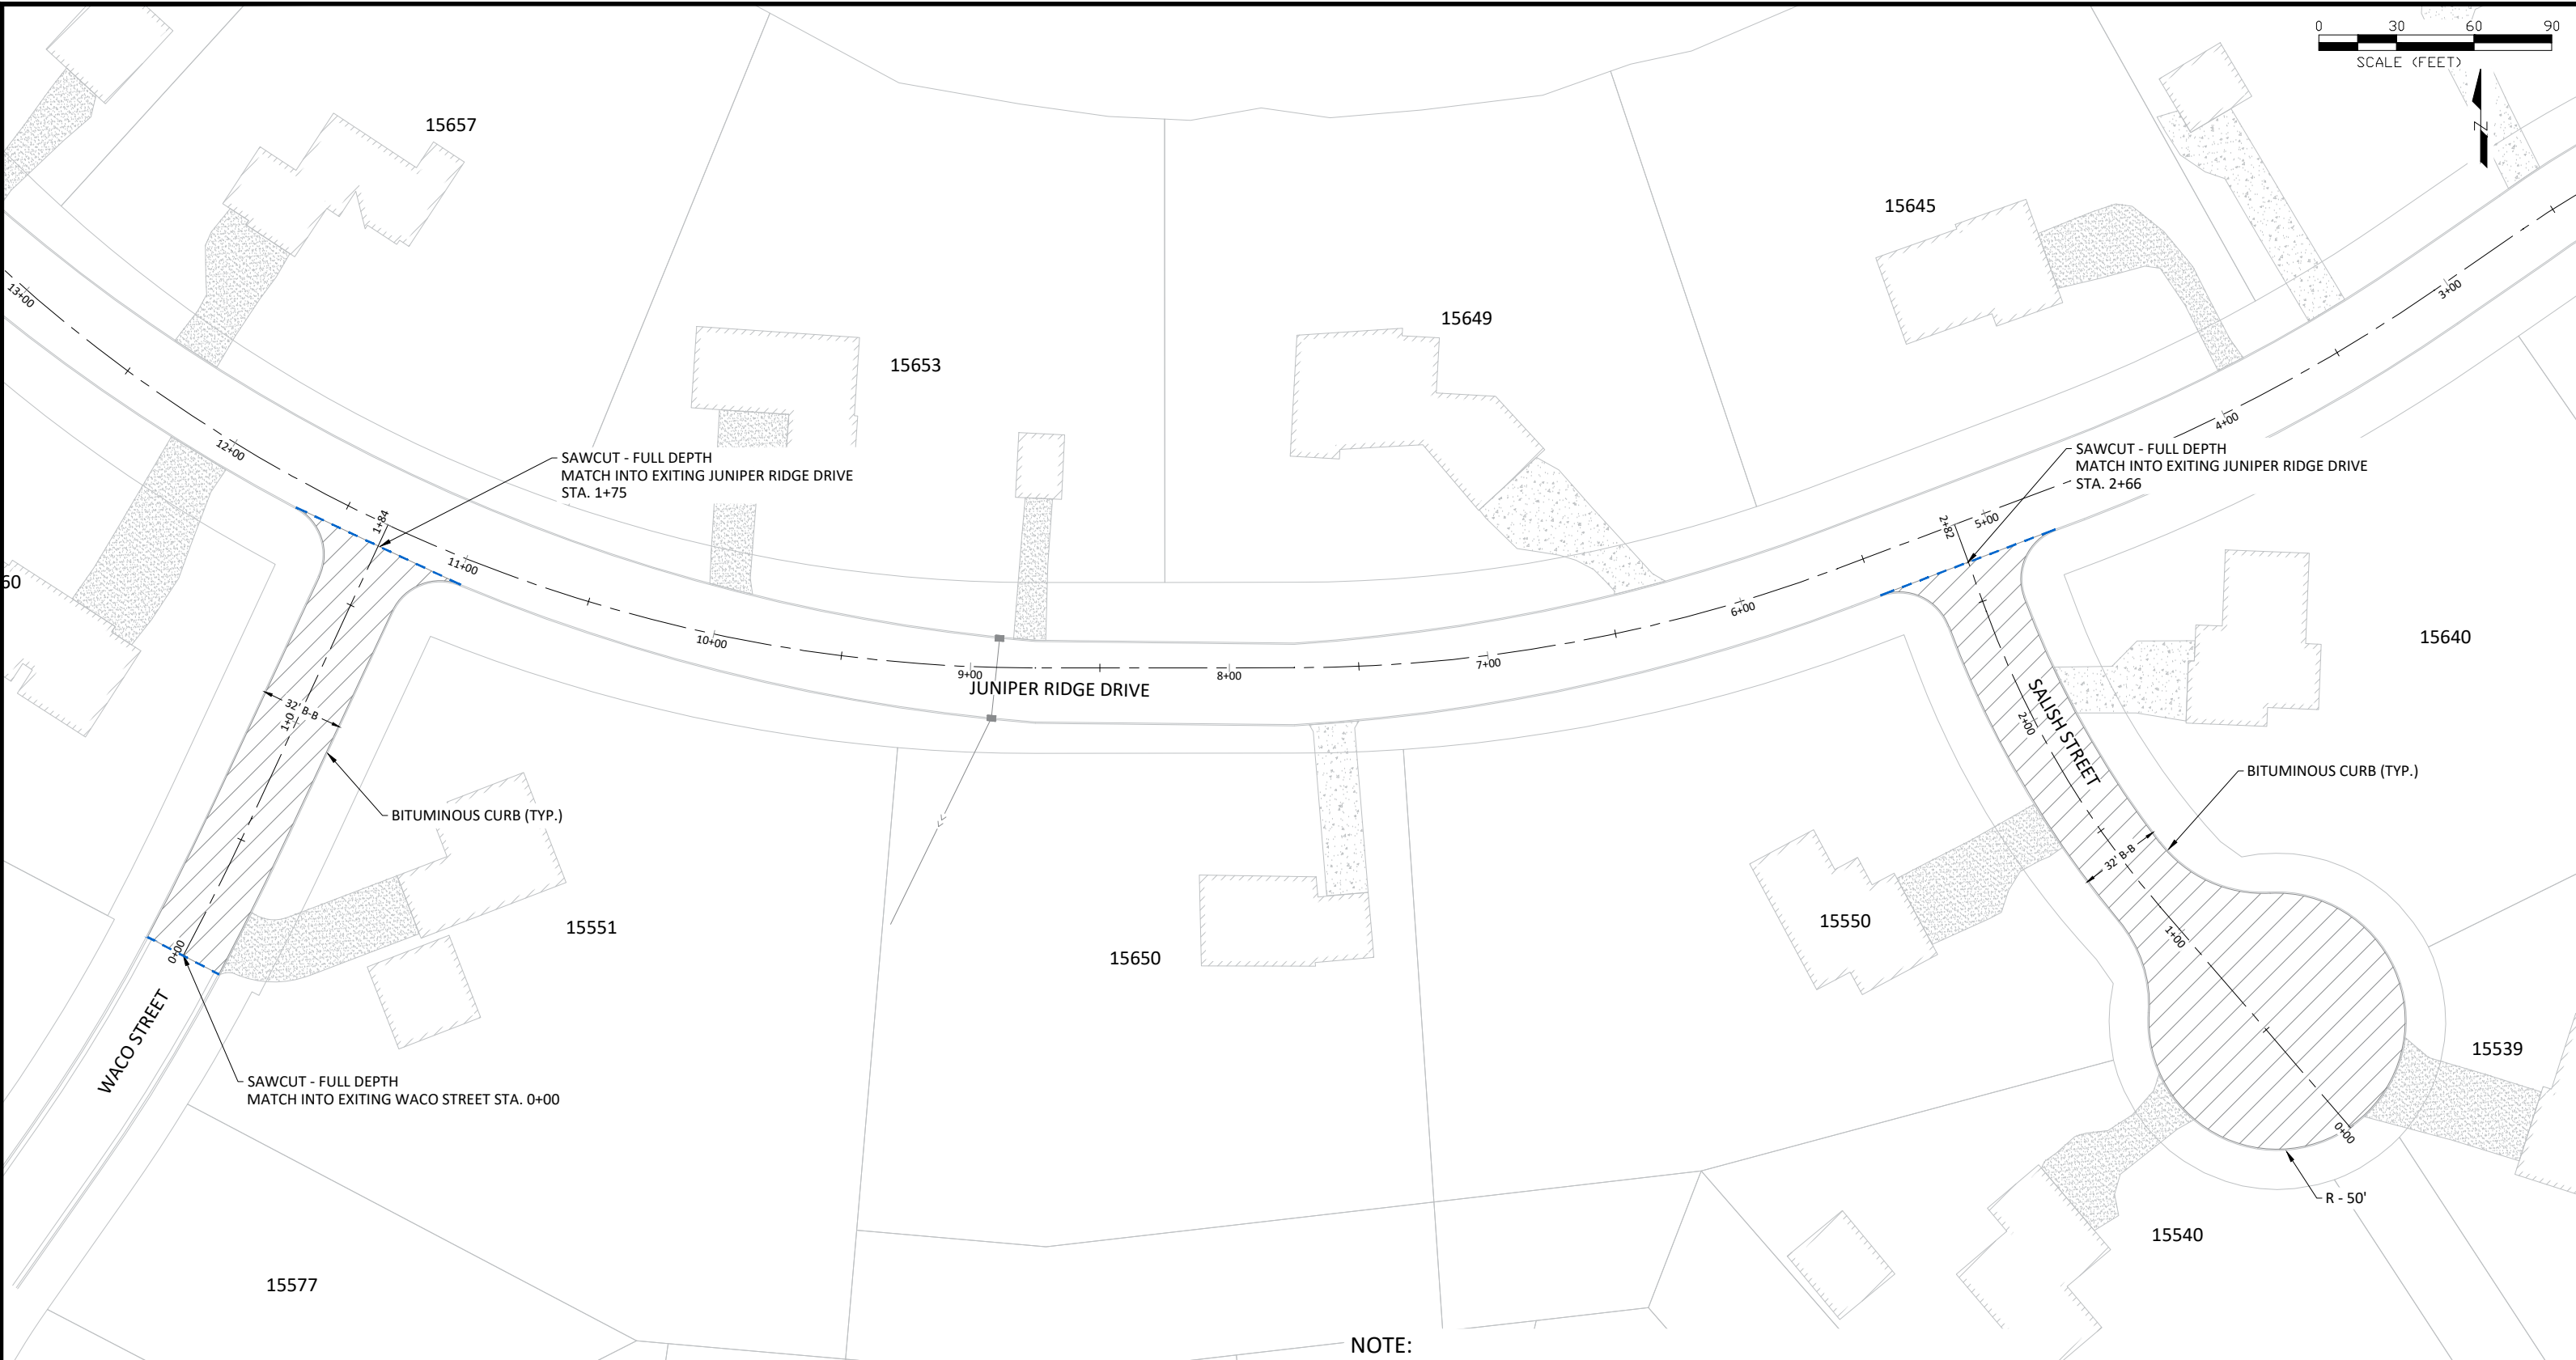 0 30 60 90
SCALE (FEET)
N
15657
15645
15649
15653
13+00
12+00
11+00
10+00
9+00
8+00
7+00
6+00
5+00
4+00
3+00
SAWCUT - FULL DEPTH
MATCH INTO EXITING JUNIPER RIDGE DRIVE
STA. 1+75
SAWCUT - FULL DEPTH
MATCH INTO EXITING JUNIPER RIDGE DRIVE
STA. 2+66
1+84
2+82
60
JUNIPER RIDGE DRIVE
15640
32' B-B
1+0
SALISH STREET
2+00
BITUMINOUS CURB (TYP.)
BITUMINOUS CURB (TYP.)
32' B-B
15551
15650
15550
1+00
0+00
WACO STREET
15539
SAWCUT - FULL DEPTH
MATCH INTO EXITING WACO STREET STA. 0+00
0+00
R - 50'
15540
15577
NOTE: